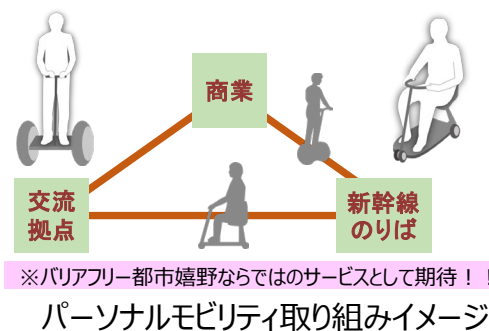 商業
交流
拠点
新幹線
のりば
※バリアフリー都市嬉野ならではのサービスとして期待！！
パーソナルモビリティ取り組みイメージ